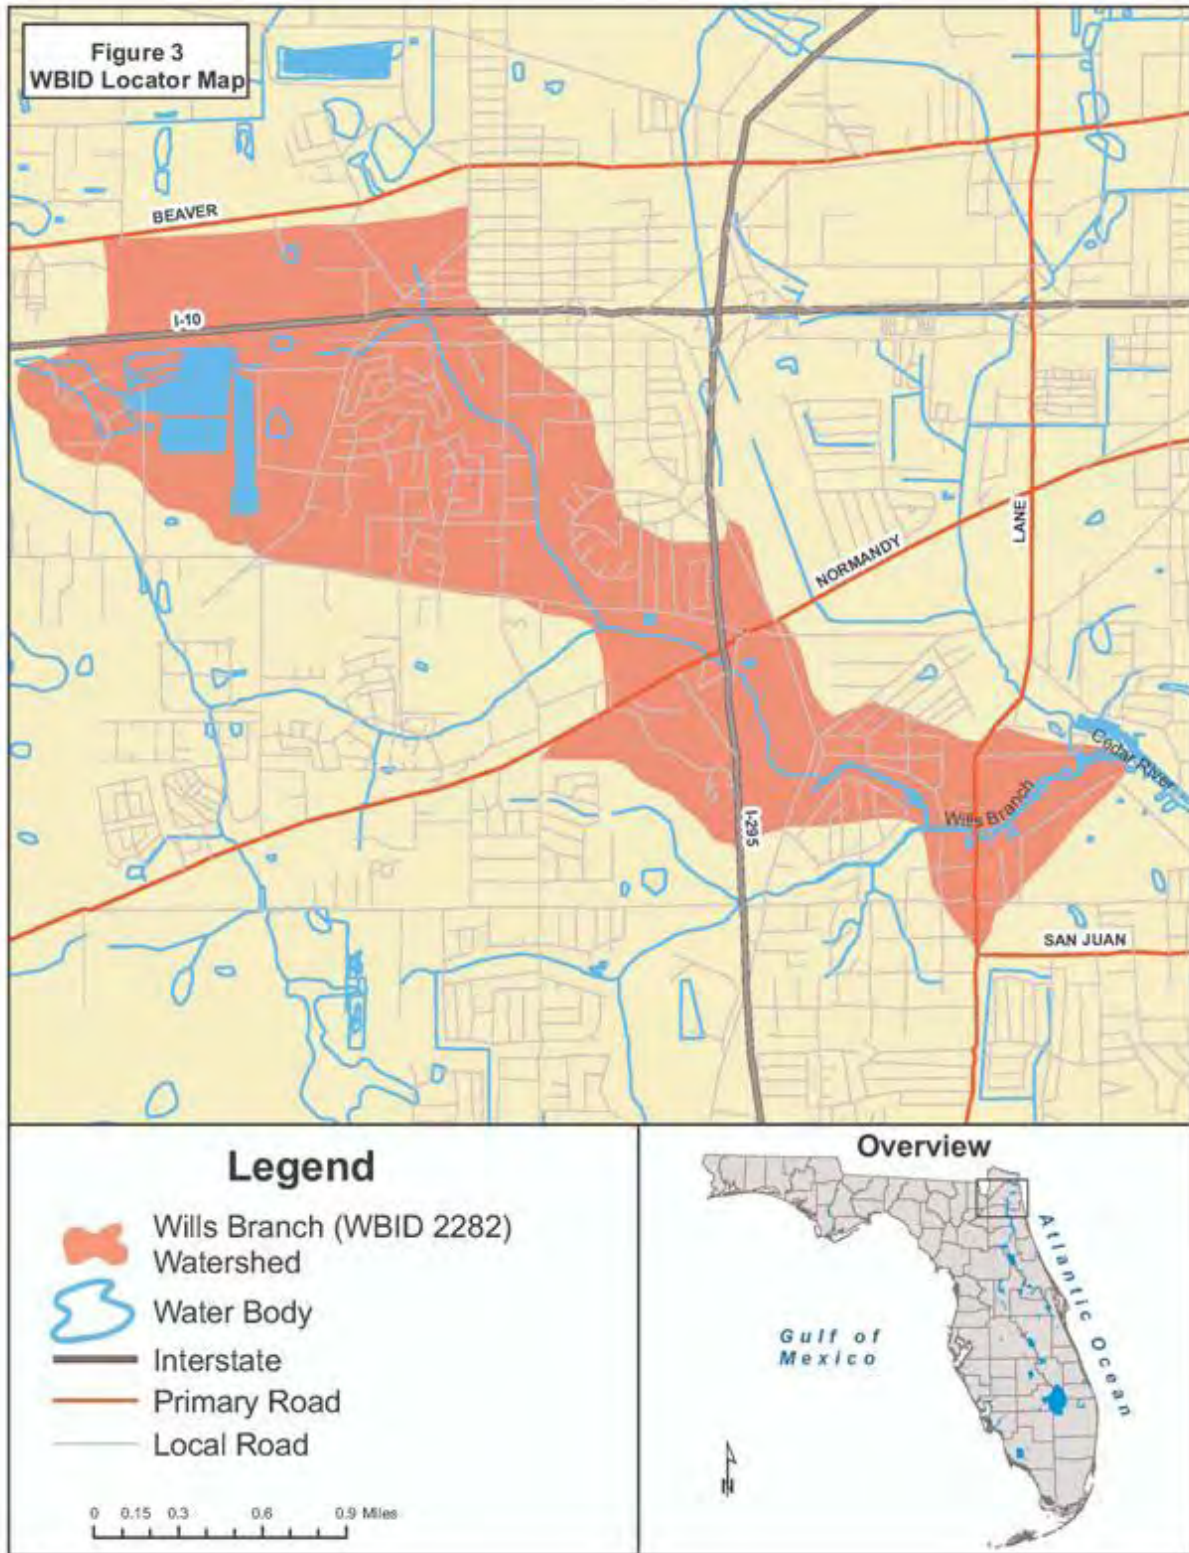 Figure 3
WBID Locator Map
BEAVER
I-10
NORMANDY
LANE
Cedar River
Wills Branch
I-295
SAN JUAN
Legend
Wills Branch (WBID 2282)
Watershed
Water Body
Interstate
Primary Road
Local Road
0 0.15 0.3 0.6 0.9 Miles
Overview
Gulf of
Mexico
Atlantic Ocean
N